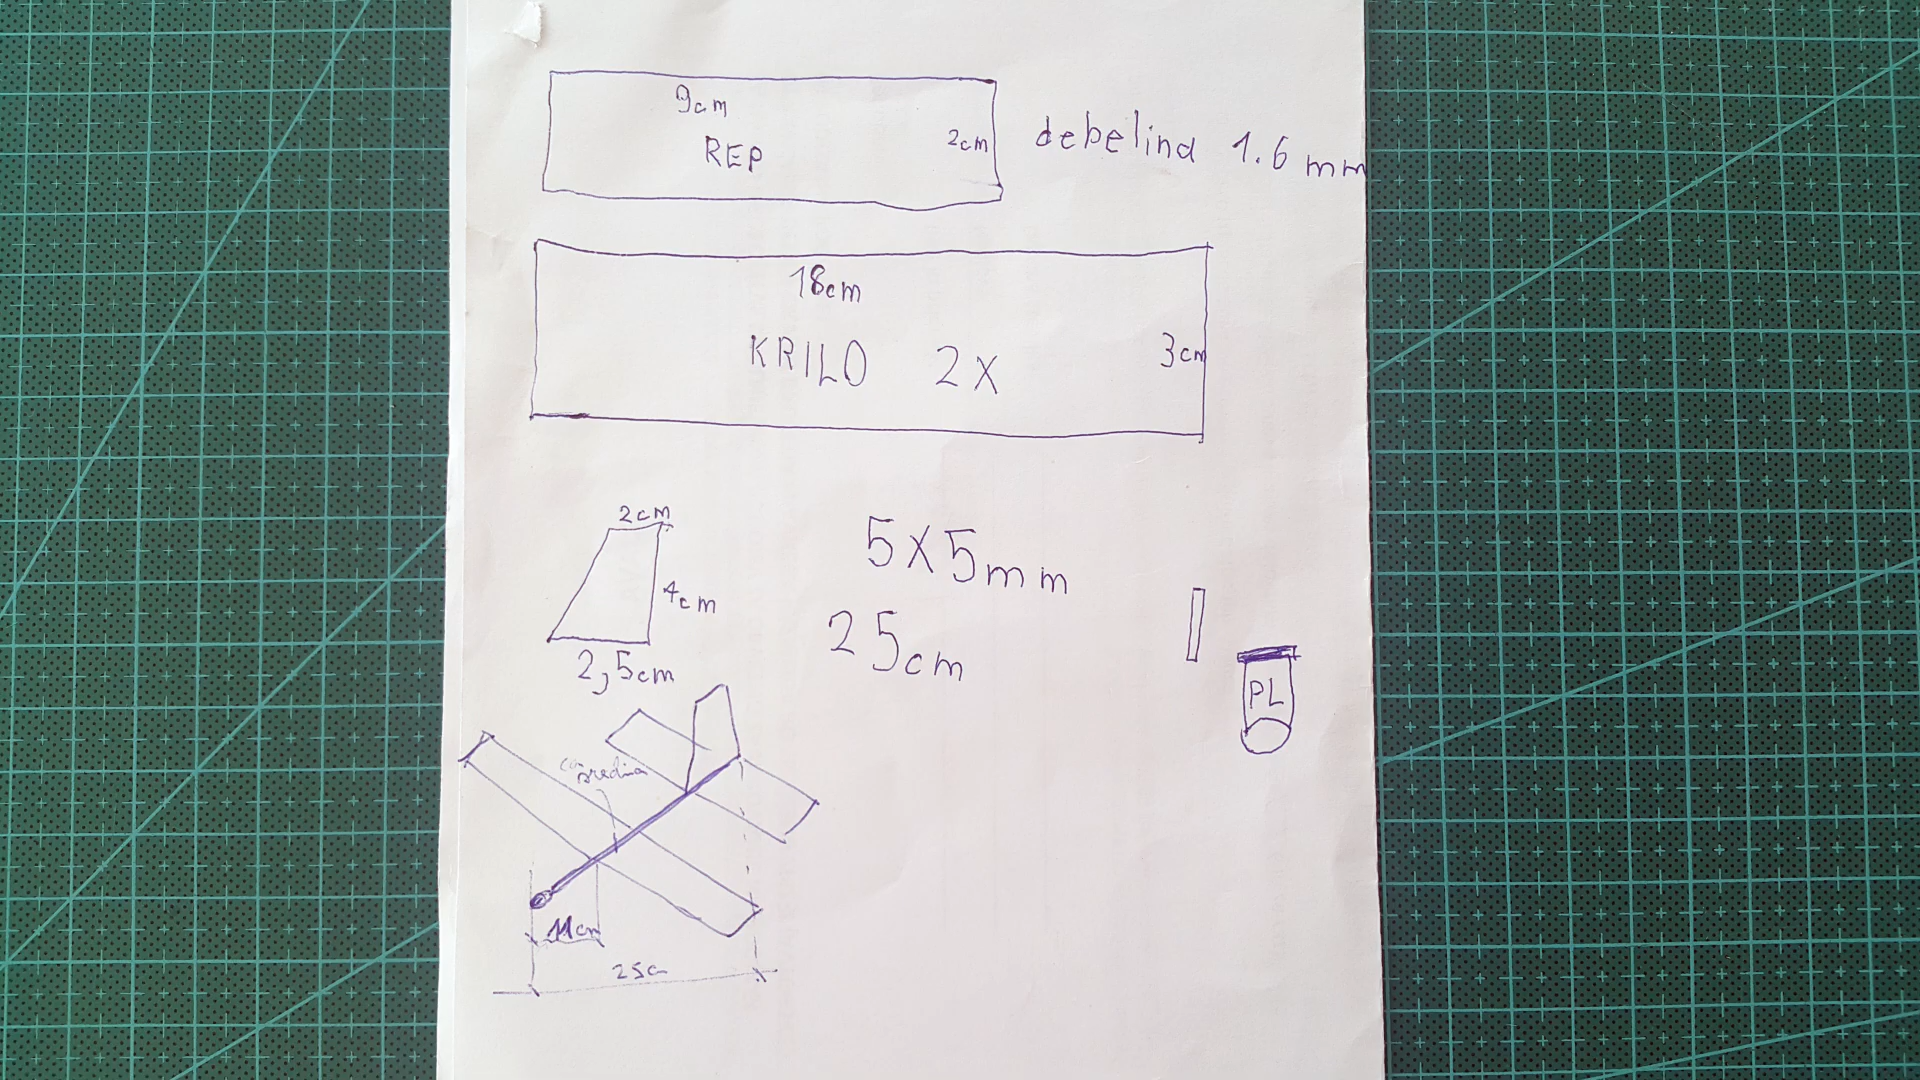 9cm
REP
2cm
debelina 1.6 mm
18cm
KRILO 2X
3cm
2cm
4cm
2,5cm
5X5mm
25cm
PL
sredina
11cm
25c